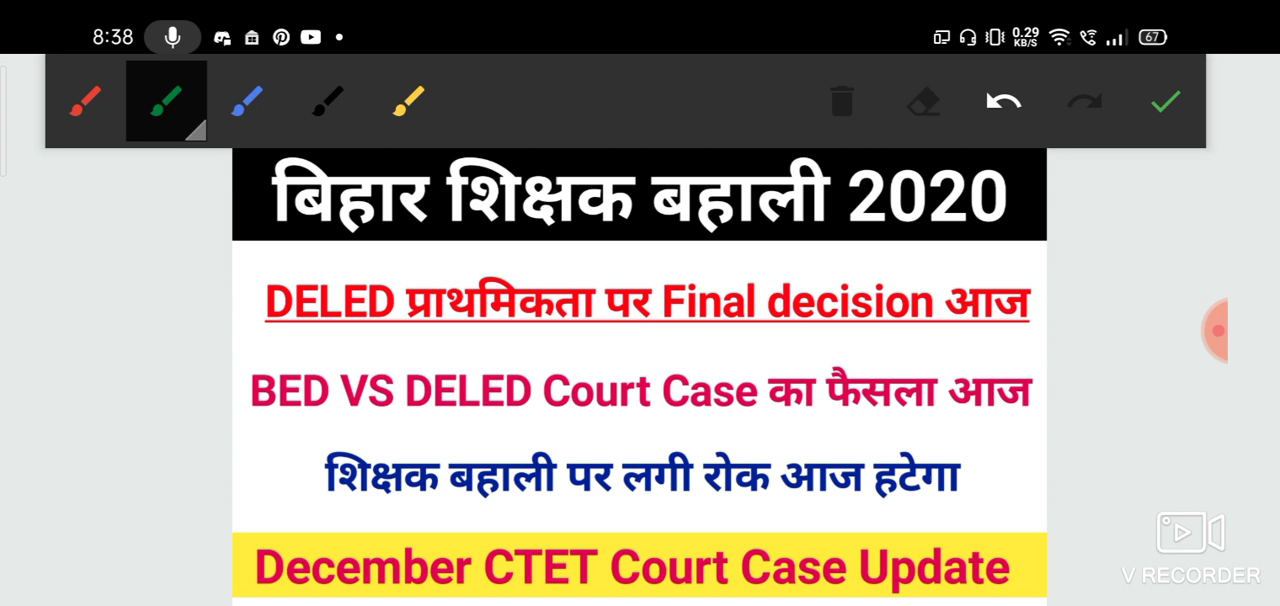 8:38
0.29
KB/S
67
बिहार शिक्षक बहाली 2020
DELED प्राथमिकता पर Final decision आज
BED VS DELED Court Case का फैसला आज
शिक्षक बहाली पर लगी रोक आज हटेगा
December CTET Court Case Update
V RECORDER